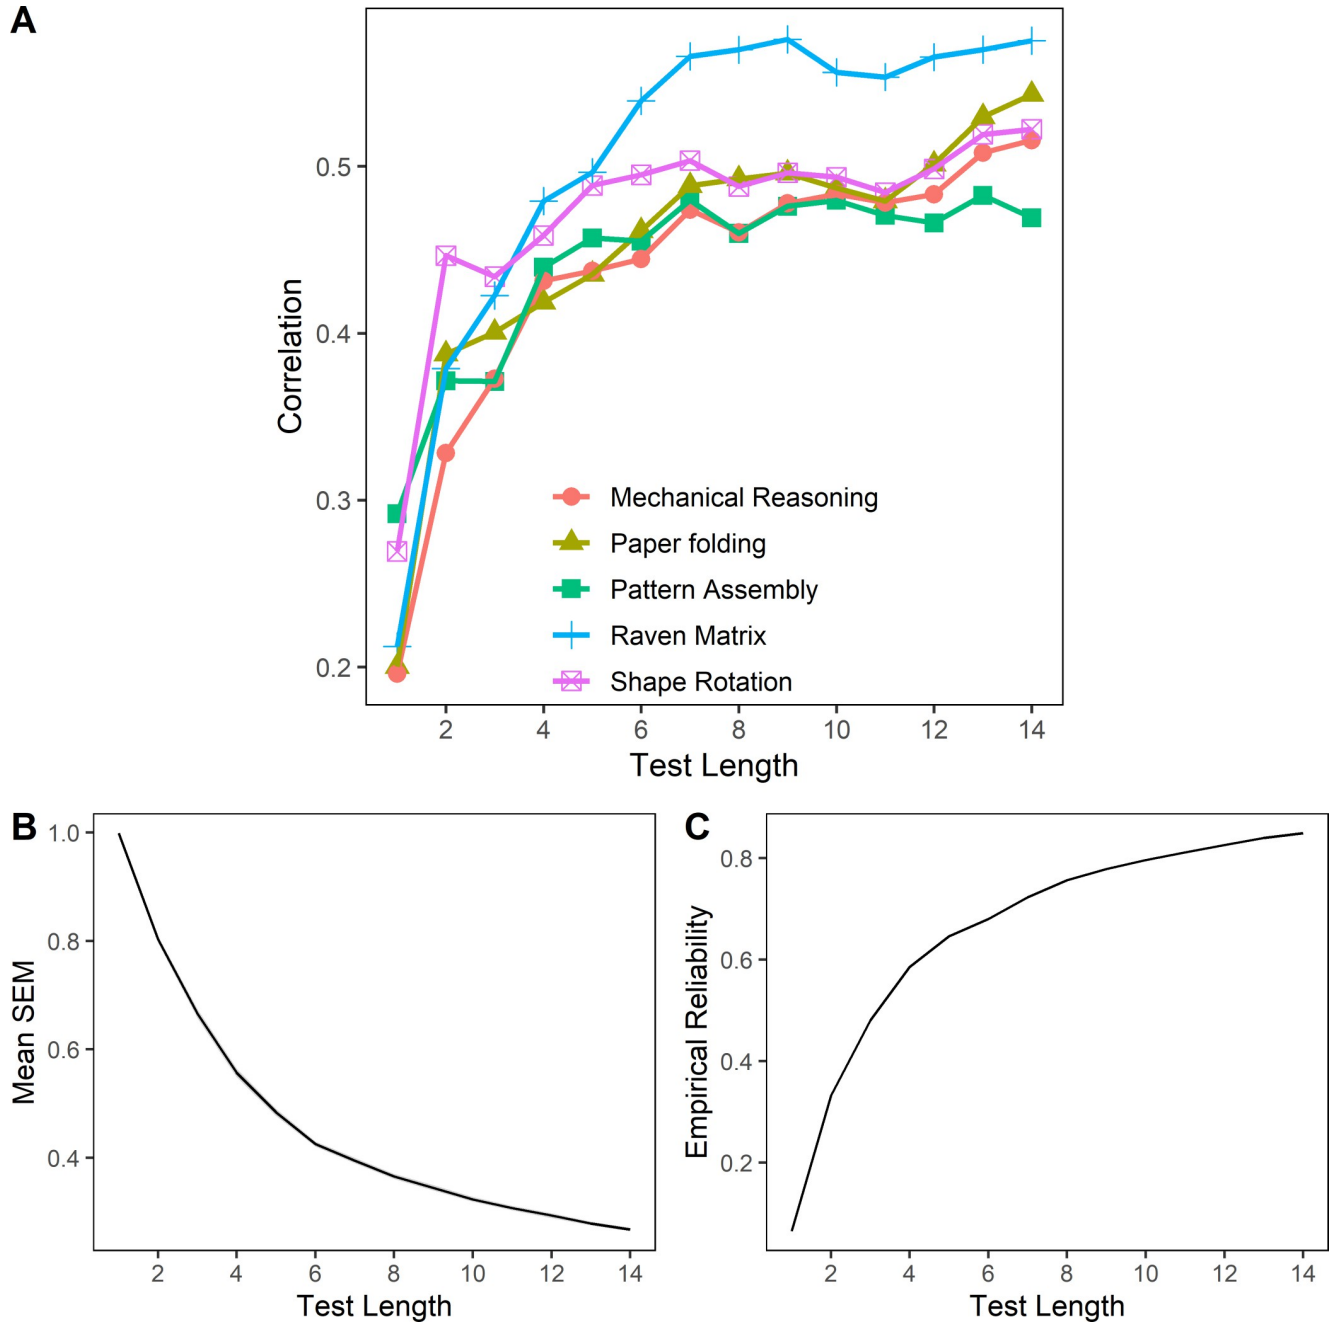 A
Correlation
0.5
0.4
0.3
0.2
Mechanical Reasoning
Paper folding
Pattern Assembly
Raven Matrix
Shape Rotation
2 4 6 8 10 12 14
Test Length
B
Mean SEM
1.0
0.8
0.6
0.4
2 4 6 8 10 12 14
Test Length
C
Empirical Reliability
0.8
0.6
0.4
0.2
2 4 6 8 10 12 14
Test Length